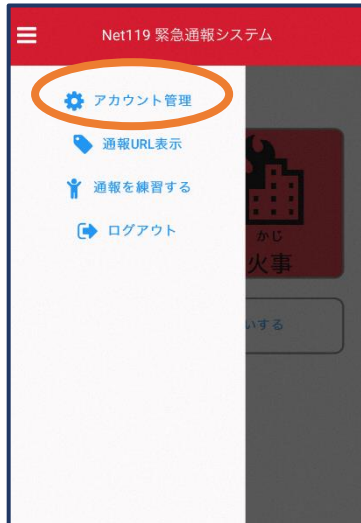 Net119 緊急通報システム
アカウント管理
通報URL表示
通報を練習する
ログアウト
かじ
火事
いする